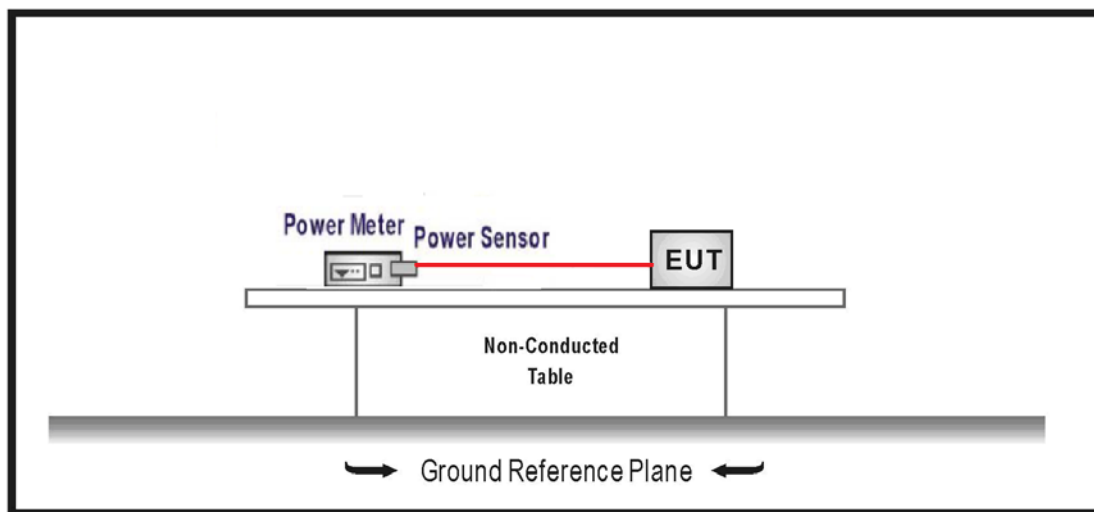 Power Meter
Power Sensor
EUT
Non-Conducted
Table
Ground Reference Plane